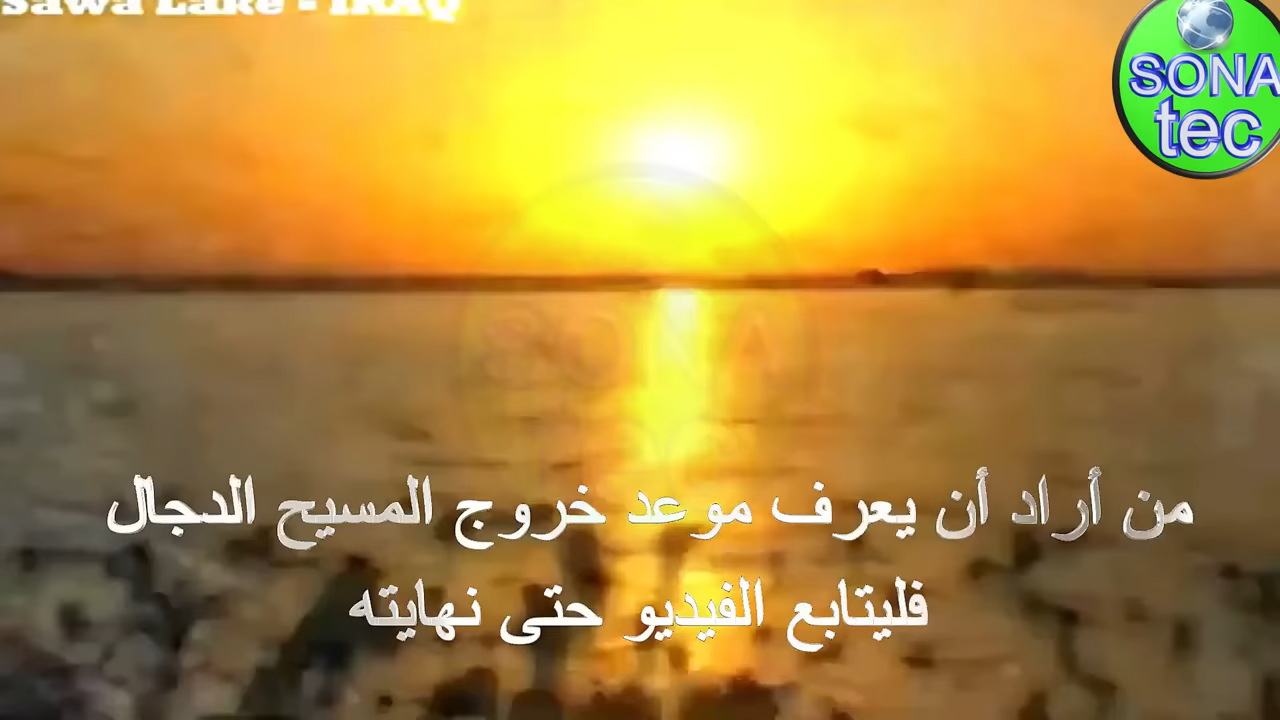 Sawa Lake - IRAQ
SONA
tec
من أراد أن يعرف موعد خروج المسيح الدجال
فليتابع الفيديو حتى نهايته